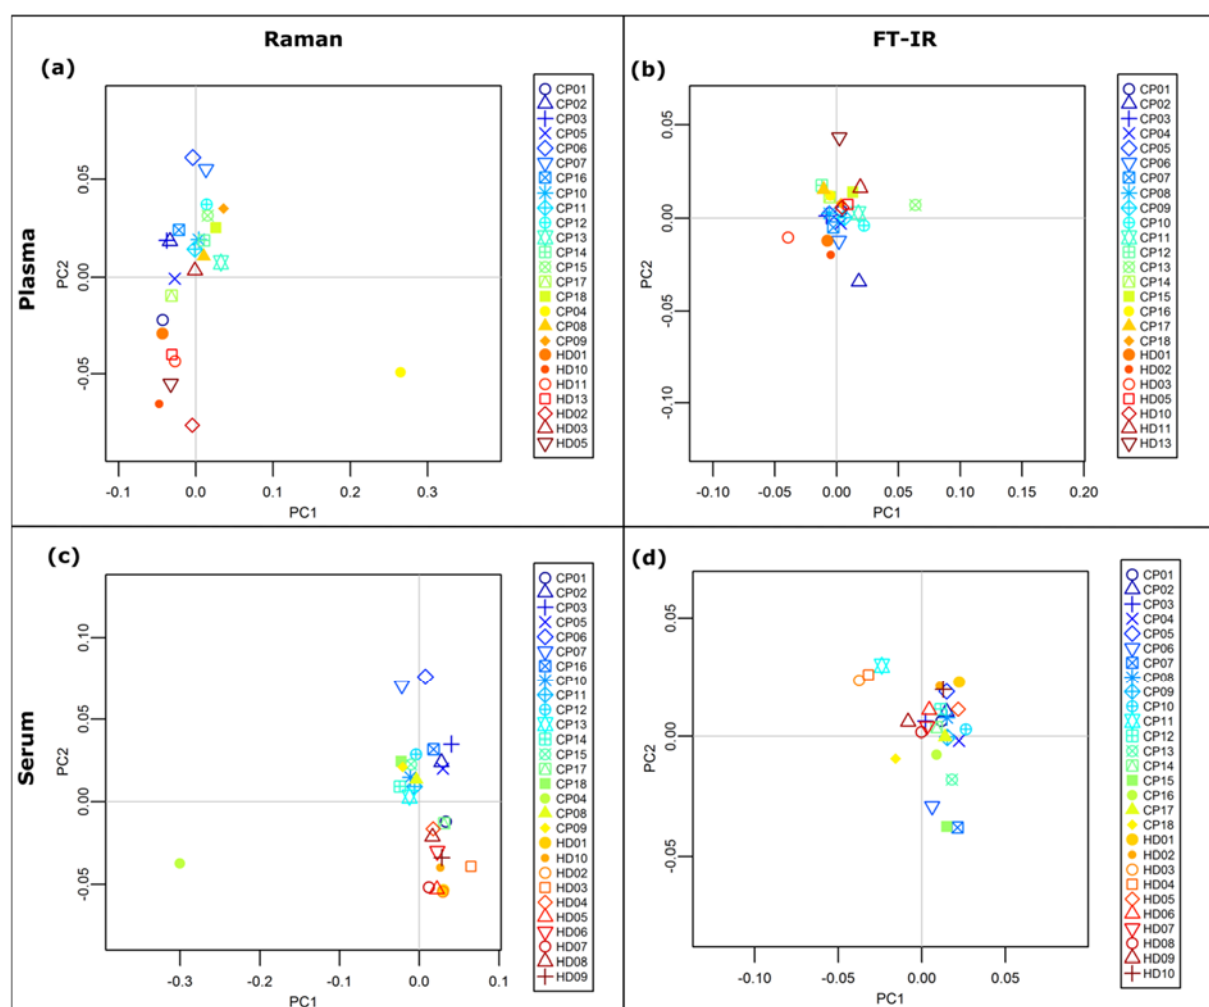 Raman
FT-IR
Plasma
Serum
(a)
0.05
0.00
-0.05
PC2
-0.1
0.0
0.1
0.2
0.3
PC1
CP01
CP02
CP03
CP05
CP06
CP07
CP16
CP10
CP11
CP12
CP13
CP14
CP15
CP17
CP18
CP04
CP08
CP09
HD01
HD10
HD11
HD13
HD02
HD03
HD05
(b)
0.05
0.00
-0.05
-0.10
PC2
-0.10
-0.05
0.00
0.05
0.10
0.15
0.20
PC1
CP01
CP02
CP03
CP04
CP05
CP06
CP07
CP08
CP09
CP10
CP11
CP12
CP13
CP14
CP15
CP16
CP17
CP18
HD01
HD02
HD03
HD05
HD10
HD11
HD13
(c)
0.10
0.05
0.00
-0.05
PC2
-0.3
-0.2
-0.1
0.0
0.1
PC1
CP01
CP02
CP03
CP05
CP06
CP07
CP16
CP10
CP11
CP12
CP13
CP14
CP15
CP17
CP18
CP04
CP08
CP09
HD01
HD10
HD02
HD03
HD04
HD05
HD06
HD07
HD08
HD09
(d)
0.05
0.00
-0.05
PC2
-0.10
-0.05
0.00
0.05
PC1
CP01
CP02
CP03
CP04
CP05
CP06
CP07
CP08
CP09
CP10
CP11
CP12
CP13
CP14
CP15
CP16
CP17
CP18
HD01
HD02
HD03
HD04
HD05
HD06
HD07
HD08
HD09
HD10